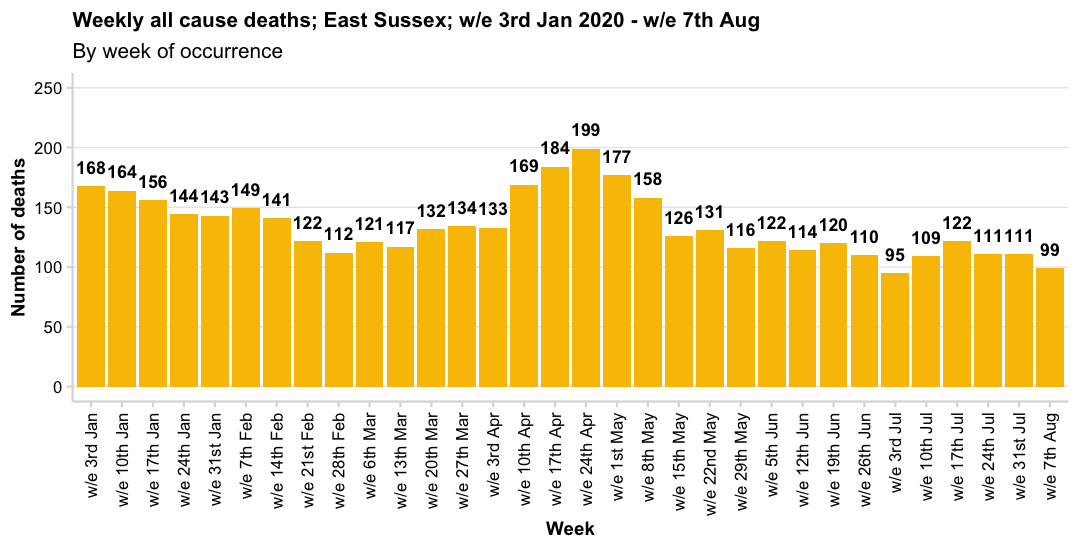 Weekly all cause deaths; East Sussex; w/e 3rd Jan 2020 - w/e 7th Aug
By week of occurrence
Number of deaths
250
200
150
100
50
0
168
164
156
144
143
149
141
122
112
121
117
132
134
133
169
184
199
177
158
126
131
116
122
114
120
110
95
109
122
111
111
99
w/e 3rd Jan
w/e 10th Jan
w/e 17th Jan
w/e 24th Jan
w/e 31st Jan
w/e 7th Feb
w/e 14th Feb
w/e 21st Feb
w/e 28th Feb
w/e 6th Mar
w/e 13th Mar
w/e 20th Mar
w/e 27th Mar
w/e 3rd Apr
w/e 10th Apr
w/e 17th Apr
w/e 24th Apr
w/e 1st May
w/e 8th May
w/e 15th May
w/e 22nd May
w/e 29th May
w/e 5th Jun
w/e 12th Jun
w/e 19th Jun
w/e 26th Jun
w/e 3rd Jul
w/e 10th Jul
w/e 17th Jul
w/e 24th Jul
w/e 31st Jul
w/e 7th Aug
Week